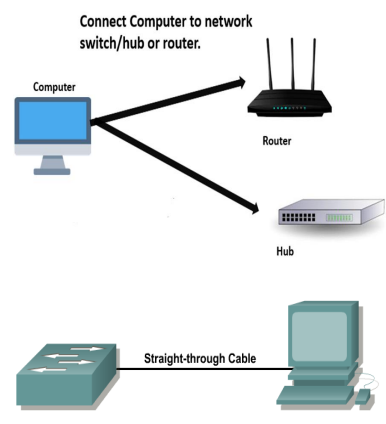 Connect Computer to network
switch/hub or router.
Computer
Router
Hub
Straight-through Cable